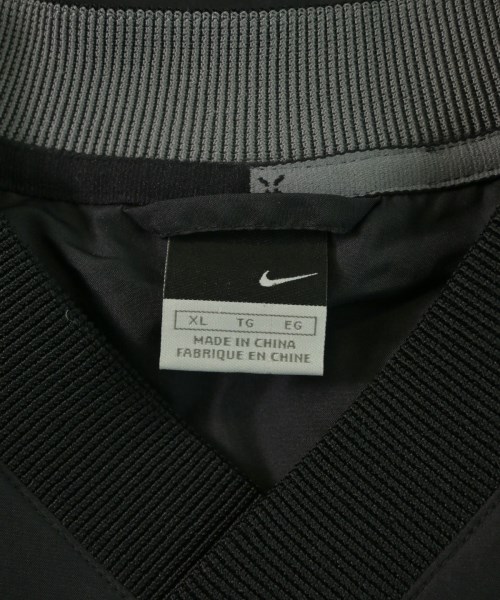 XL TG EG
MADE IN CHINA
FABRIQUE EN CHINE